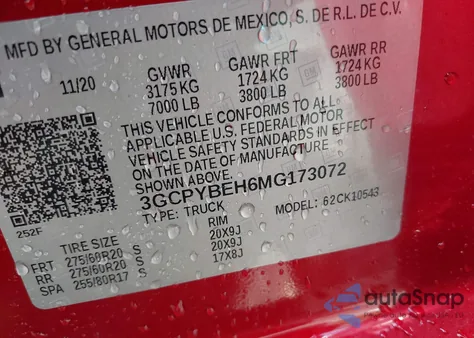 MFD BY GENERAL MOTORS DE MEXICO, S. DE R.L. DE C.V.
11/20 GVWR GAWR FRT GAWR RR
3175 KG 1724 KG 1724 KG
7000 LB 3800 LB 3800 LB
THIS VEHICLE CONFORMS TO ALL
APPLICABLE U.S. FEDERAL MOTOR
VEHICLE SAFETY STANDARDS IN EFFECT
ON THE DATE OF MANUFACTURE
SHOWN ABOVE.
3GCPYBEH6MG173072
TYPE: TRUCK MODEL: 62CK10543
252F
TIRE SIZE RIM
FRT 275/60R20 S 20X9J
RR 275/60R20 S 20X9J
SPA 255/80R17 S 17X8J
autoSnap